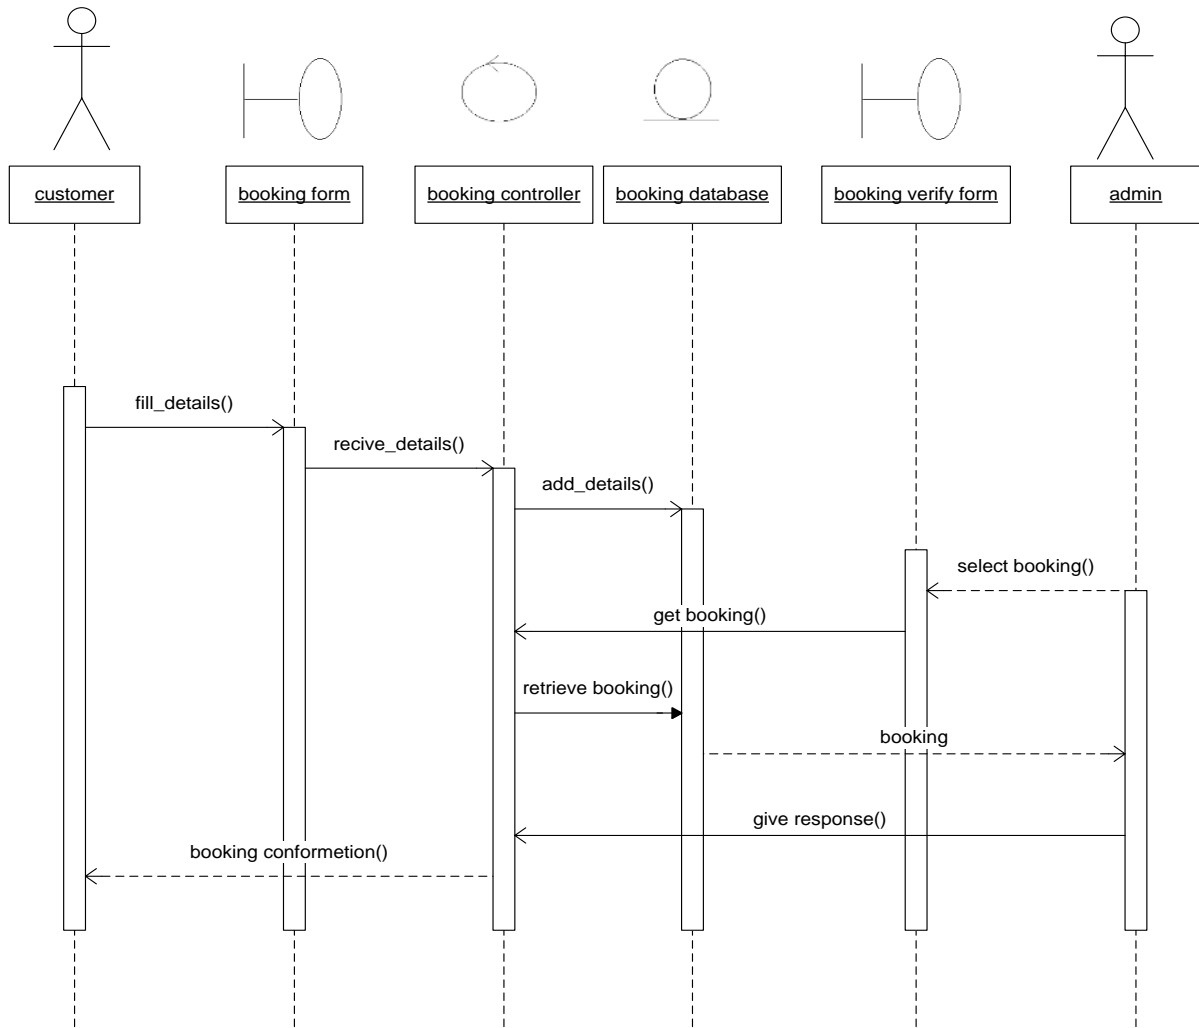 customer
booking form
booking controller
booking database
booking verify form
admin
fill_details()
recive_details()
add_details()
select booking()
get booking()
retrieve booking()
booking
give response()
booking conformetion()